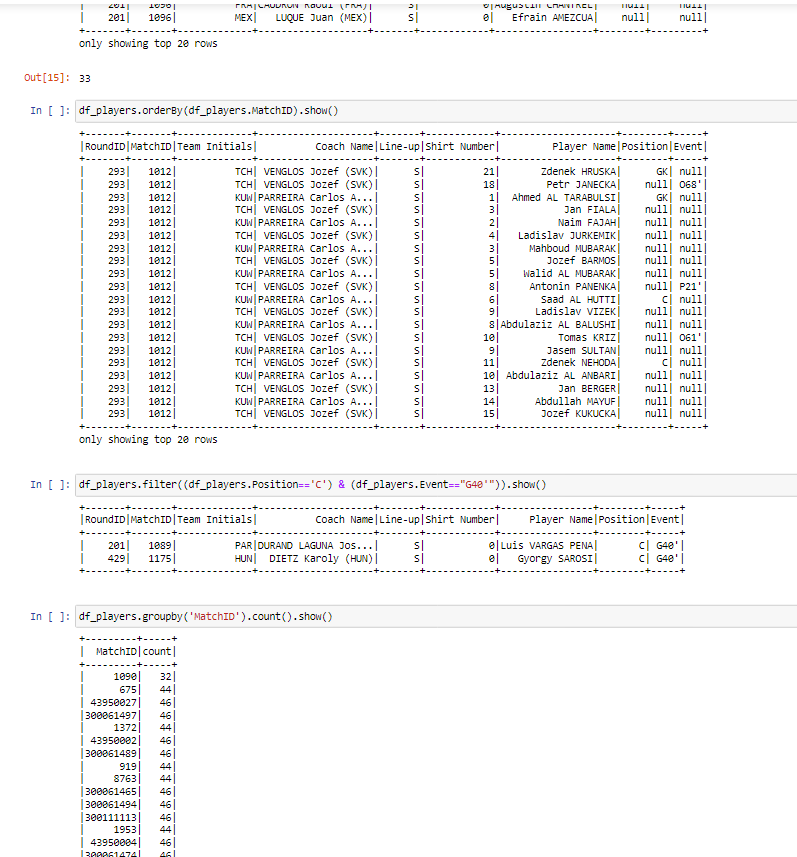 | 201| 1096| MEX| LUQUE Juan (MEX)| S| 0| Efrain AMEZCUA| null| null|
+-------+-------+-------------+--------------------+-------+------------+--------------------+--------+---------+
only showing top 20 rows
Out[15]: 33
In [ ]: df_players.orderBy(df_players.MatchID).show()
+-------+-------+-------------+--------------------+-------+------------+--------------------+--------+-----+
|RoundID|MatchID|Team Initials| Coach Name|Line-up|Shirt Number| Player Name|Position|Event|
+-------+-------+-------------+--------------------+-------+------------+--------------------+--------+-----+
| 293| 1012| TCH| VENGLOS Jozef (SVK)| S| 21| Zdenek HRUSKA| GK| null|
| 293| 1012| TCH| VENGLOS Jozef (SVK)| S| 18| Petr JANECKA| null| O68'|
| 293| 1012| KUW|PARREIRA Carlos A...| S| 1| Ahmed AL TARABULSI| GK| null|
| 293| 1012| TCH| VENGLOS Jozef (SVK)| S| 3| Jan FIALA| null| null|
| 293| 1012| KUW|PARREIRA Carlos A...| S| 2| Naim FAJAH| null| null|
| 293| 1012| TCH| VENGLOS Jozef (SVK)| S| 4| Ladislav JURKEMIK| null| null|
| 293| 1012| KUW|PARREIRA Carlos A...| S| 3| Mahboud MUBARAK| null| null|
| 293| 1012| TCH| VENGLOS Jozef (SVK)| S| 5| Jozef BARMOS| null| null|
| 293| 1012| KUW|PARREIRA Carlos A...| S| 5| Walid AL MUBARAK| null| null|
| 293| 1012| TCH| VENGLOS Jozef (SVK)| S| 8| Antonin PANENKA| null| P21'|
| 293| 1012| KUW|PARREIRA Carlos A...| S| 6| Saad AL HUTTI| C| null|
| 293| 1012| TCH| VENGLOS Jozef (SVK)| S| 9| Ladislav VIZEK| null| null|
| 293| 1012| KUW|PARREIRA Carlos A...| S| 8|Abdulaziz AL BALUSHI| null| null|
| 293| 1012| TCH| VENGLOS Jozef (SVK)| S| 10| Tomas KRIZ| null| O61'|
| 293| 1012| KUW|PARREIRA Carlos A...| S| 9| Jasem SULTAN| null| null|
| 293| 1012| TCH| VENGLOS Jozef (SVK)| S| 11| Zdenek NEHODA| C| null|
| 293| 1012| KUW|PARREIRA Carlos A...| S| 10| Abdulaziz AL ANBARI| null| null|
| 293| 1012| TCH| VENGLOS Jozef (SVK)| S| 13| Jan BERGER| null| null|
| 293| 1012| KUW|PARREIRA Carlos A...| S| 14| Abdullah MAYUF| null| null|
| 293| 1012| TCH| VENGLOS Jozef (SVK)| S| 15| Jozef KUKUCKA| null| null|
+-------+-------+-------------+--------------------+-------+------------+--------------------+--------+-----+
only showing top 20 rows
In [ ]: df_players.filter((df_players.Position=='C') & (df_players.Event=="G40'")).show()
+-------+-------+-------------+--------------------+-------+------------+----------------+--------+-----+
|RoundID|MatchID|Team Initials| Coach Name|Line-up|Shirt Number| Player Name|Position|Event|
+-------+-------+-------------+--------------------+-------+------------+----------------+--------+-----+
| 201| 1089| PAR|DURAND LAGUNA Jos...| S| 0|Luis VARGAS PENA| C| G40'|
| 429| 1175| HUN| DIETZ Karoly (HUN)| S| 0| Gyorgy SAROSI| C| G40'|
+-------+-------+-------------+--------------------+-------+------------+----------------+--------+-----+
In [ ]: df_players.groupby('MatchID').count().show()
+---------+-----+
| MatchID|count|
+---------+-----+
| 1090| 32|
| 675| 44|
| 43950027| 46|
|300061497| 46|
| 1372| 44|
| 43950002| 46|
|300061489| 46|
| 919| 44|
| 8763| 44|
|300061465| 46|
|300061494| 46|
|300111113| 46|
| 1953| 44|
| 43950004| 46|
|300061474| 46|